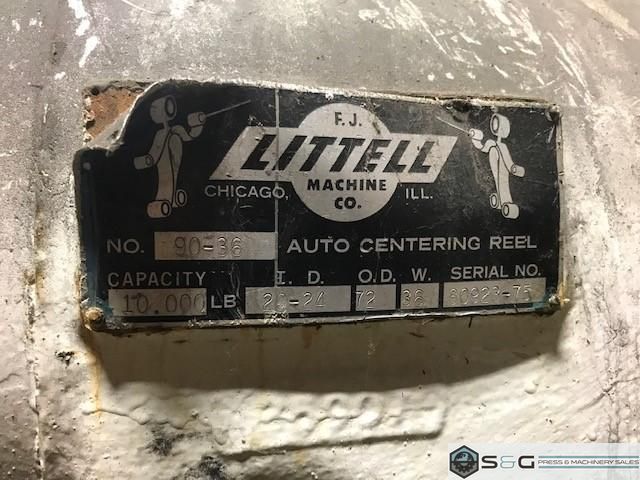 F.J.
LITTELL
CHICAGO, MACHINE ILL.
CO.
NO. 90-36 AUTO CENTERING REEL
CAPACITY I.D. O.D. W. SERIAL NO.
10.000 LB 20-24 72 36 80923-75
S&G PRESS & MACHINERY SALES